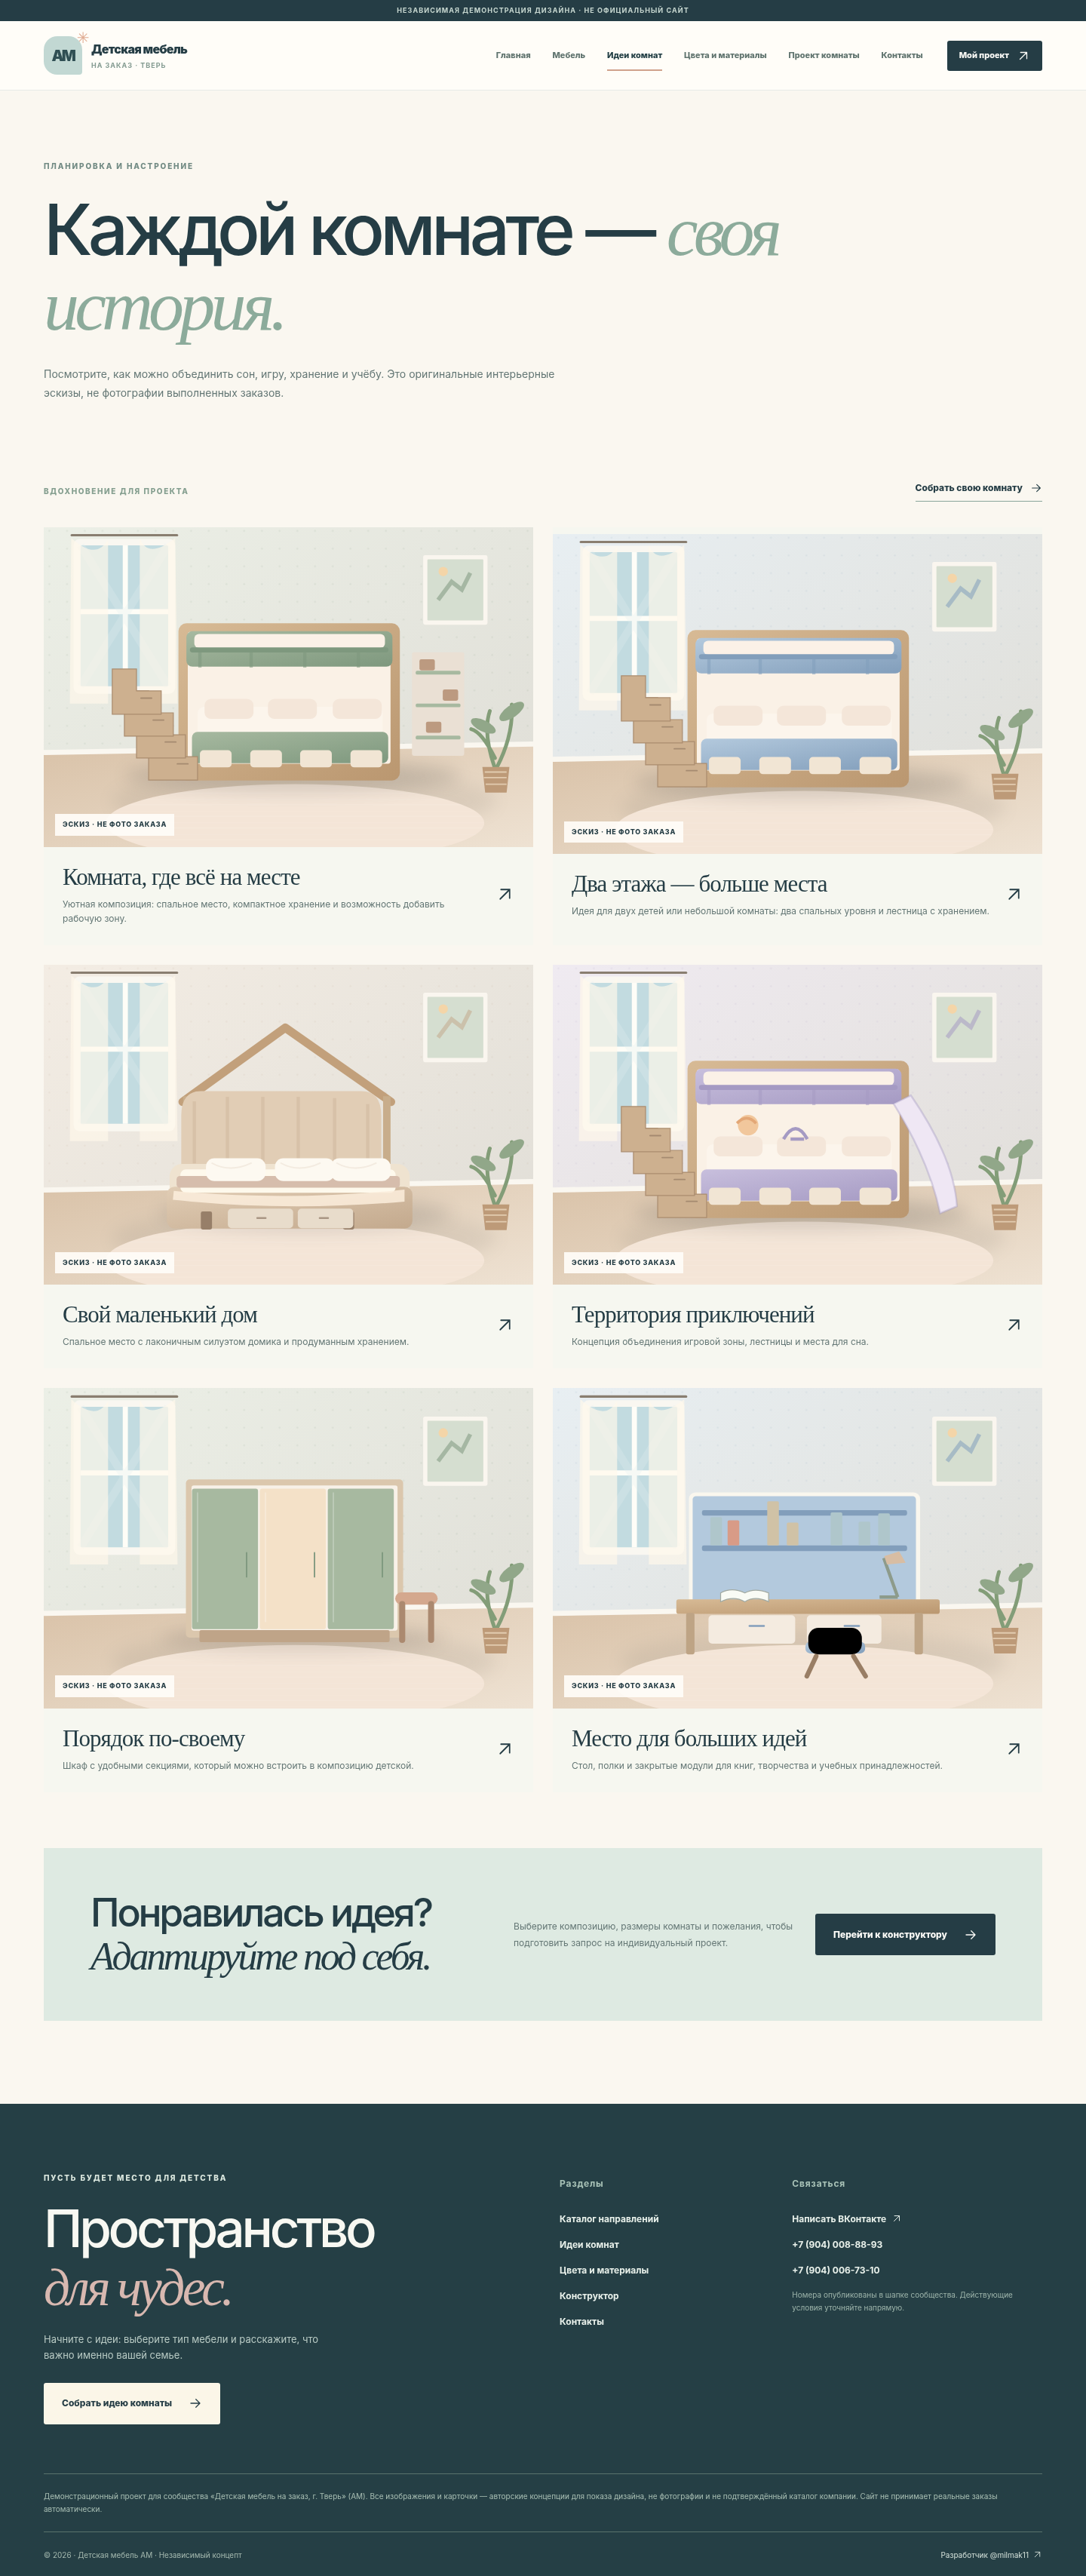 НЕЗАВИСИМАЯ ДЕМОНСТРАЦИЯ ДИЗАЙНА · НЕ ОФИЦИАЛЬНЫЙ САЙТ
АМ
Детская мебель
НА ЗАКАЗ · ТВЕРЬ
Главная
Мебель
Идеи комнат
Цвета и материалы
Проект комнаты
Контакты
Мой проект
ПЛАНИРОВКА И НАСТРОЕНИЕ
Каждой комнате — своя
история.
Посмотрите, как можно объединить сон, игру, хранение и учёбу. Это оригинальные интерьерные
эскизы, не фотографии выполненных заказов.
ВДОХНОВЕНИЕ ДЛЯ ПРОЕКТА
Собрать свою комнату
ЭСКИЗ · НЕ ФОТО ЗАКАЗА
Комната, где всё на месте
Уютная композиция: спальное место, компактное хранение и возможность добавить
рабочую зону.
ЭСКИЗ · НЕ ФОТО ЗАКАЗА
Два этажа — больше места
Идея для двух детей или небольшой комнаты: два спальных уровня и лестница с хранением.
ЭСКИЗ · НЕ ФОТО ЗАКАЗА
Свой маленький дом
Спальное место с лаконичным силуэтом домика и продуманным хранением.
ЭСКИЗ · НЕ ФОТО ЗАКАЗА
Территория приключений
Концепция объединения игровой зоны, лестницы и места для сна.
ЭСКИЗ · НЕ ФОТО ЗАКАЗА
Порядок по-своему
Шкаф с удобными секциями, который можно встроить в композицию детской.
ЭСКИЗ · НЕ ФОТО ЗАКАЗА
Место для больших идей
Стол, полки и закрытые модули для книг, творчества и учебных принадлежностей.
Понравилась идея?
Адаптируйте под себя.
Выберите композицию, размеры комнаты и пожелания, чтобы
подготовить запрос на индивидуальный проект.
Перейти к конструктору
ПУСТЬ БУДЕТ МЕСТО ДЛЯ ДЕТСТВА
Пространство
для чудес.
Начните с идеи: выберите тип мебели и расскажите, что
важно именно вашей семье.
Собрать идею комнаты
Разделы
Каталог направлений
Идеи комнат
Цвета и материалы
Конструктор
Контакты
Связаться
Написать ВКонтакте
+7 (904) 008-88-93
+7 (904) 006-73-10
Номера опубликованы в шапке сообщества. Действующие
условия уточняйте напрямую.
Демонстрационный проект для сообщества «Детская мебель на заказ, г. Тверь» (АМ). Все изображения и карточки — авторские концепции для показа дизайна, не фотографии и не подтверждённый каталог компании. Сайт не принимает реальные заказы
автоматически.
© 2026 · Детская мебель АМ · Независимый концепт
Разработчик @milmak11